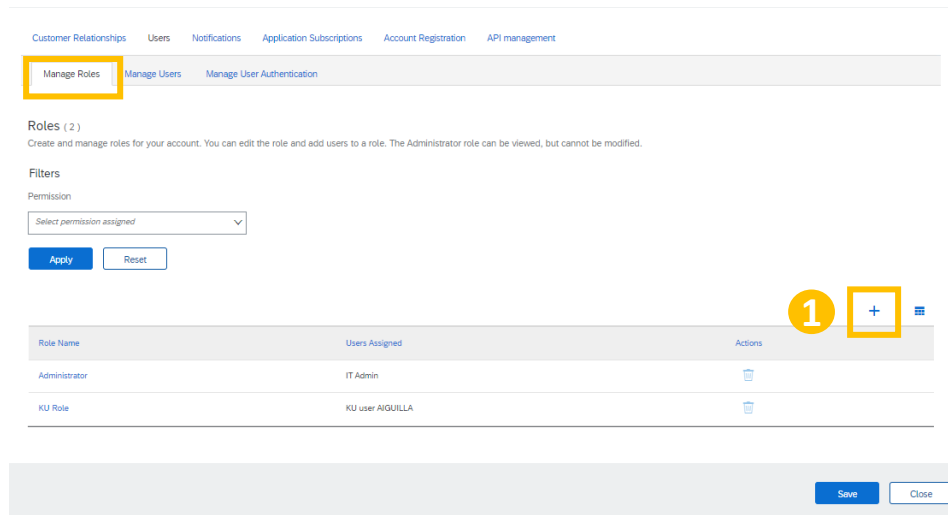 Customer Relationships Users Notifications Application Subscriptions Account Registration API management
Manage Roles Manage Users Manage User Authentication
Roles (2)
Create and manage roles for your account. You can edit the role and add users to a role. The Administrator role can be viewed, but cannot be modified.
Filters
Permission
Select permission assigned
Apply Reset
1 +
Role Name Users Assigned Actions
Administrator IT Admin
KU Role KU user AIGUILLA
Save Close